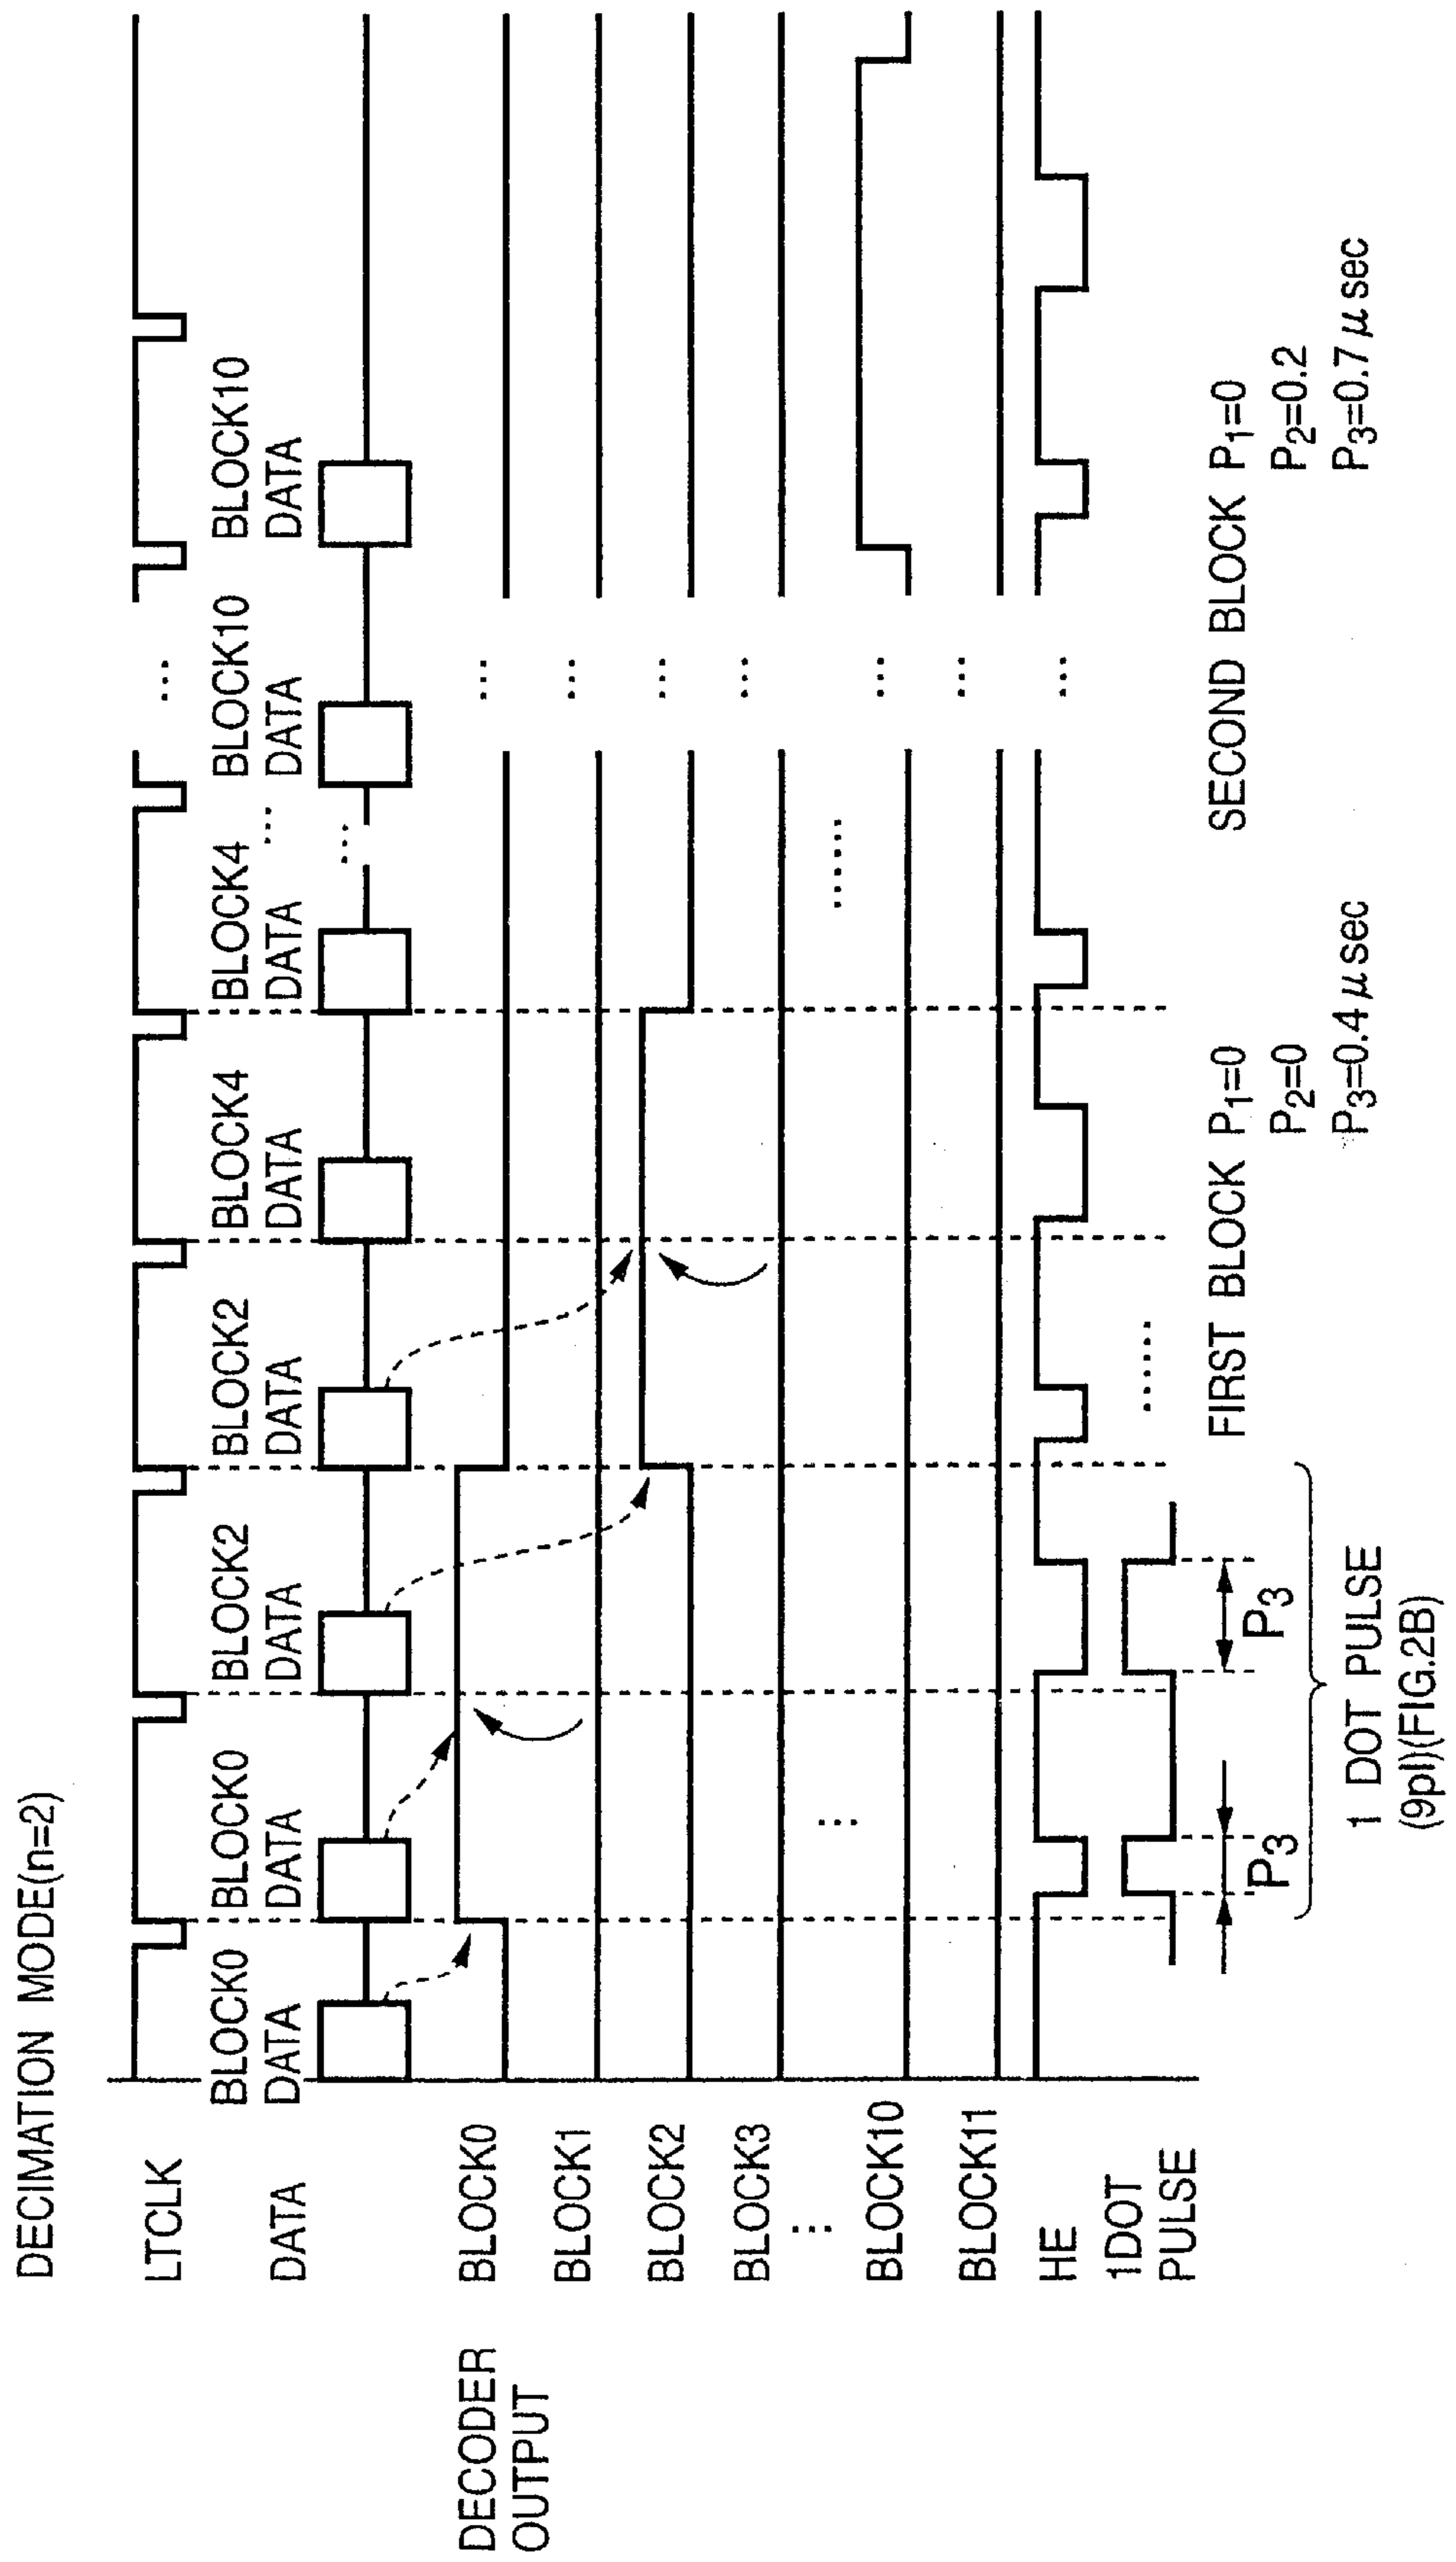 DECIMATION MODE(n=2)
LTCLK
...
DATA
BLOCK0
DATA
BLOCK0
DATA
BLOCK2
DATA
BLOCK2
DATA
BLOCK4
DATA
BLOCK4
DATA
...
...
BLOCK10
DATA
BLOCK10
DATA
DECODER
OUTPUT
BLOCK0
...
BLOCK1
...
BLOCK2
...
BLOCK3
...
...
...
......
BLOCK10
...
BLOCK11
...
HE
...
1DOT
PULSE
......
P3
P3
1 DOT PULSE
(9pl)(FIG.2B)
FIRST BLOCK P1=0
P2=0
P3=0.4 μ sec
SECOND BLOCK P1=0
P2=0.2
P3=0.7 μ sec